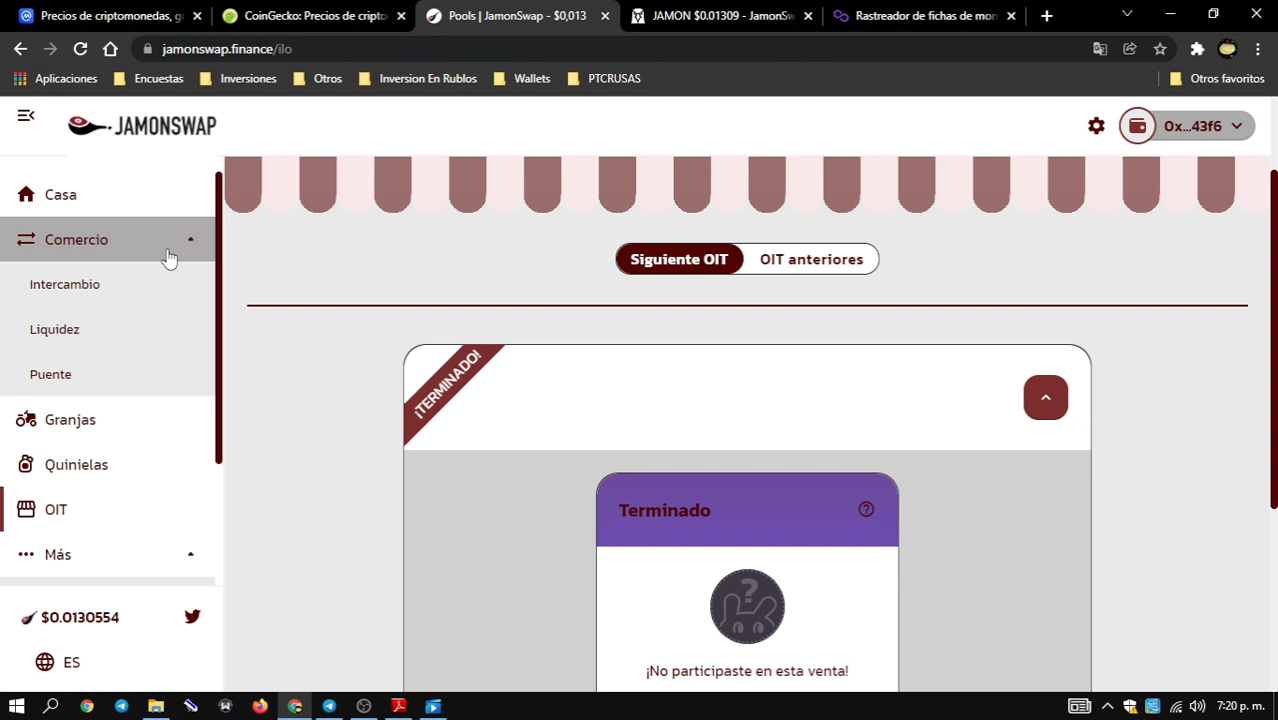 Precios de criptomonedas, g
CoinGecko: Precios de cripto
Pools | JamonSwap - $0,013
JAMON $0.01309 - JamonSw
Rastreador de fichas de mon
jamonswap.finance/ilo
Aplicaciones
Encuestas
Inversiones
Otros
Inversion En Rublos
Wallets
PTCRUSAS
Otros favoritos
JAMONSWAP
0x...43f6
Casa
Comercio
Intercambio
Liquidez
Puente
Granjas
Quinielas
OIT
Más
$0.0130554
ES
Siguiente OIT
OIT anteriores
¡TERMINADO!
Terminado
?
¡No participaste en esta venta!
7:20 p. m.